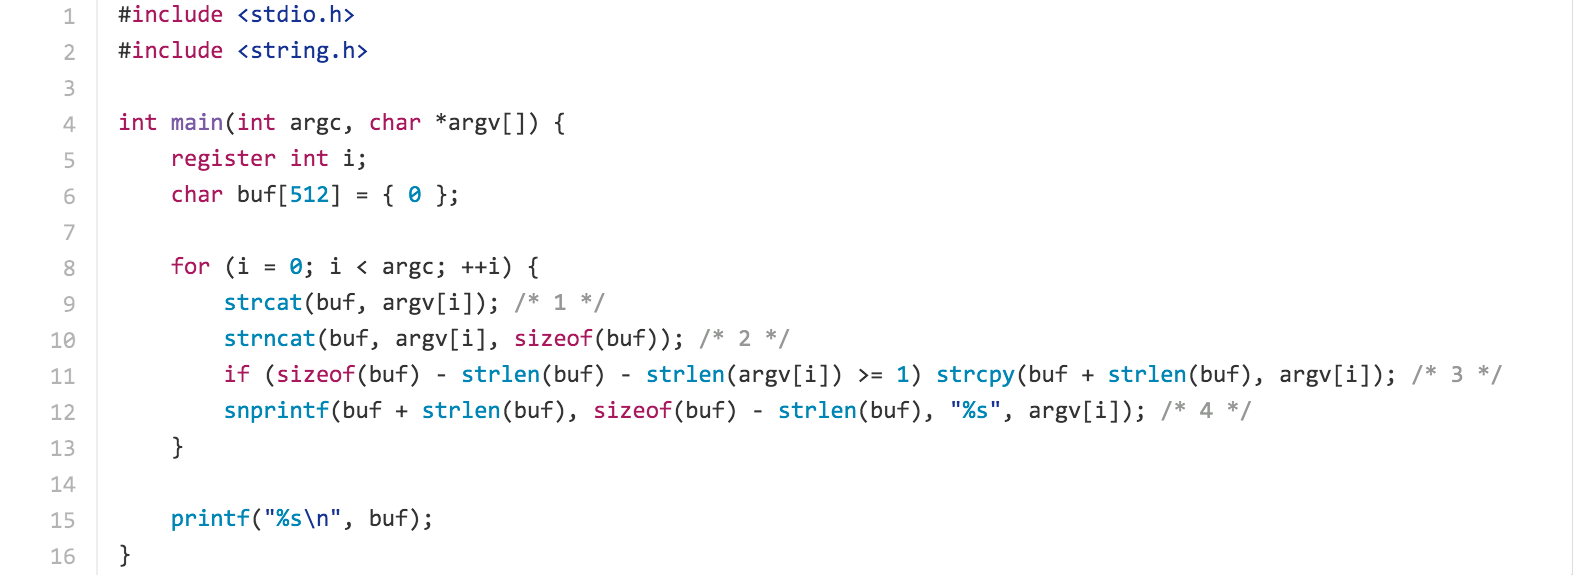 1 #include <stdio.h>
2 #include <string.h>
3
4 int main(int argc, char *argv[]) {
5     register int i;
6     char buf[512] = { 0 };
7
8     for (i = 0; i < argc; ++i) {
9         strcat(buf, argv[i]); /* 1 */
10         strncat(buf, argv[i], sizeof(buf)); /* 2 */
11         if (sizeof(buf) - strlen(buf) - strlen(argv[i]) >= 1) strcpy(buf + strlen(buf), argv[i]); /* 3 */
12         snprintf(buf + strlen(buf), sizeof(buf) - strlen(buf), "%s", argv[i]); /* 4 */
13     }
14
15     printf("%s\n", buf);
16 }